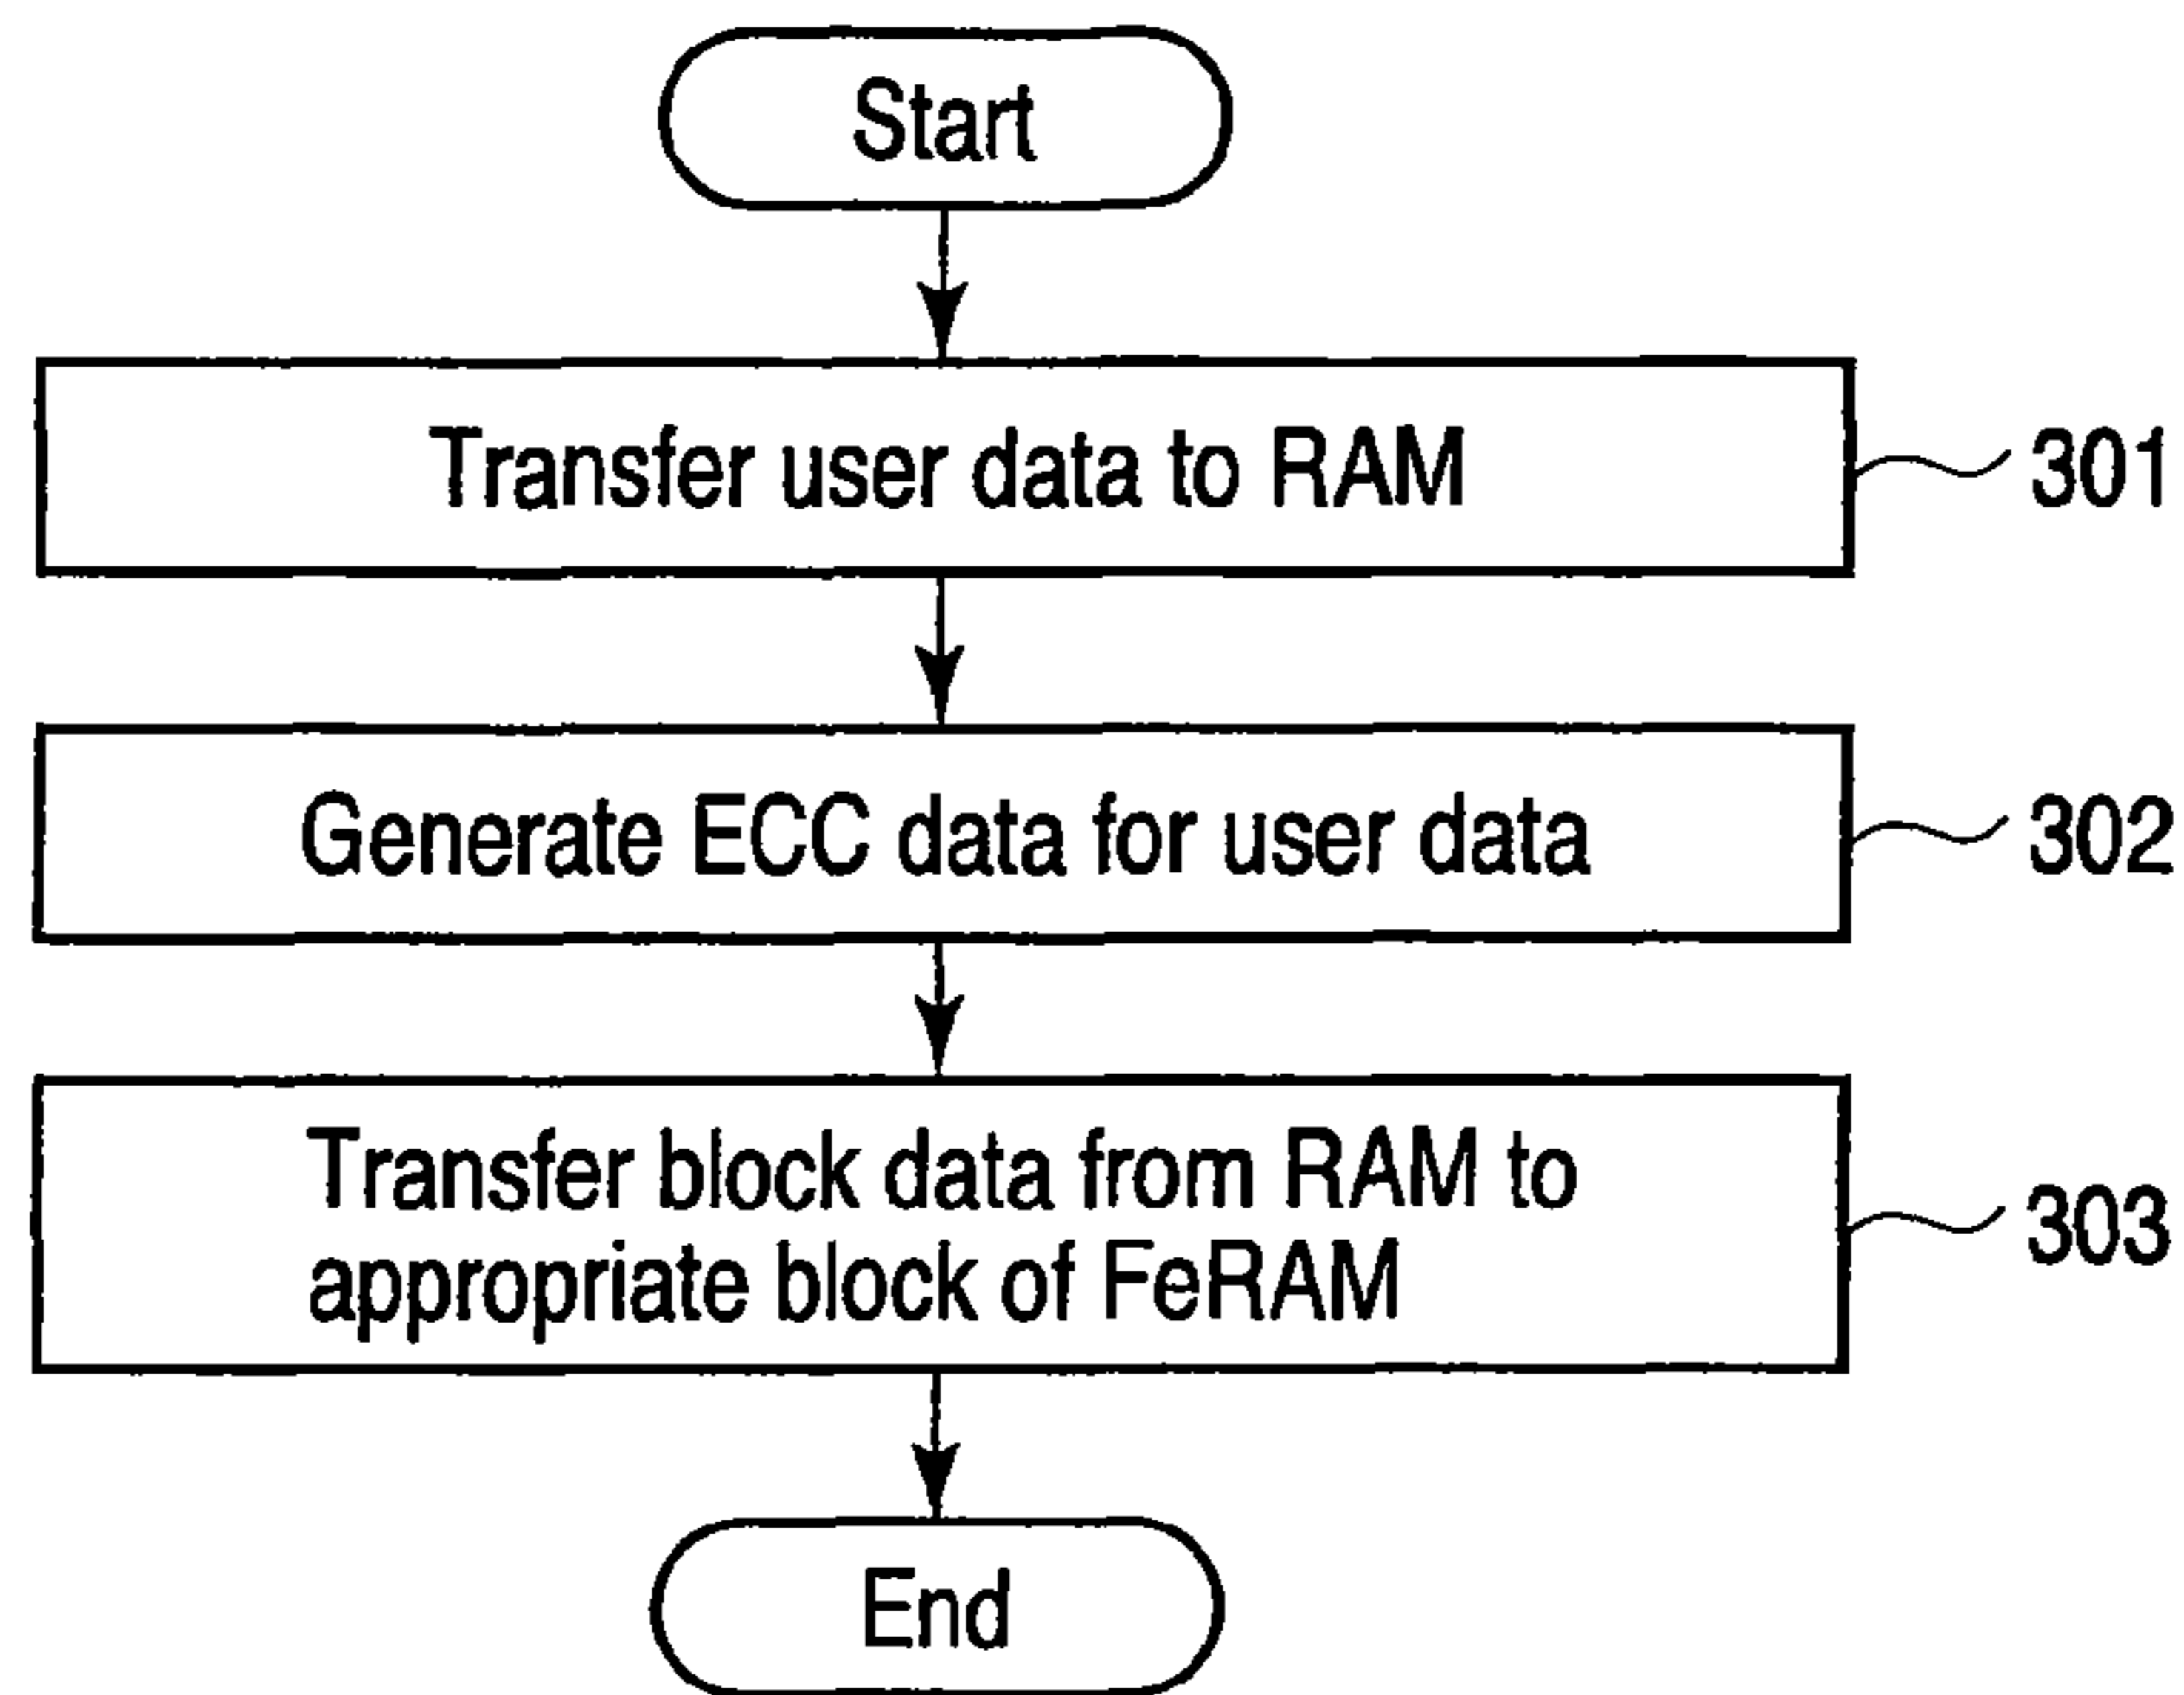 Start
Transfer user data to RAM
301
Generate ECC data for user data
302
Transfer block data from RAM to
appropriate block of FeRAM
303
End